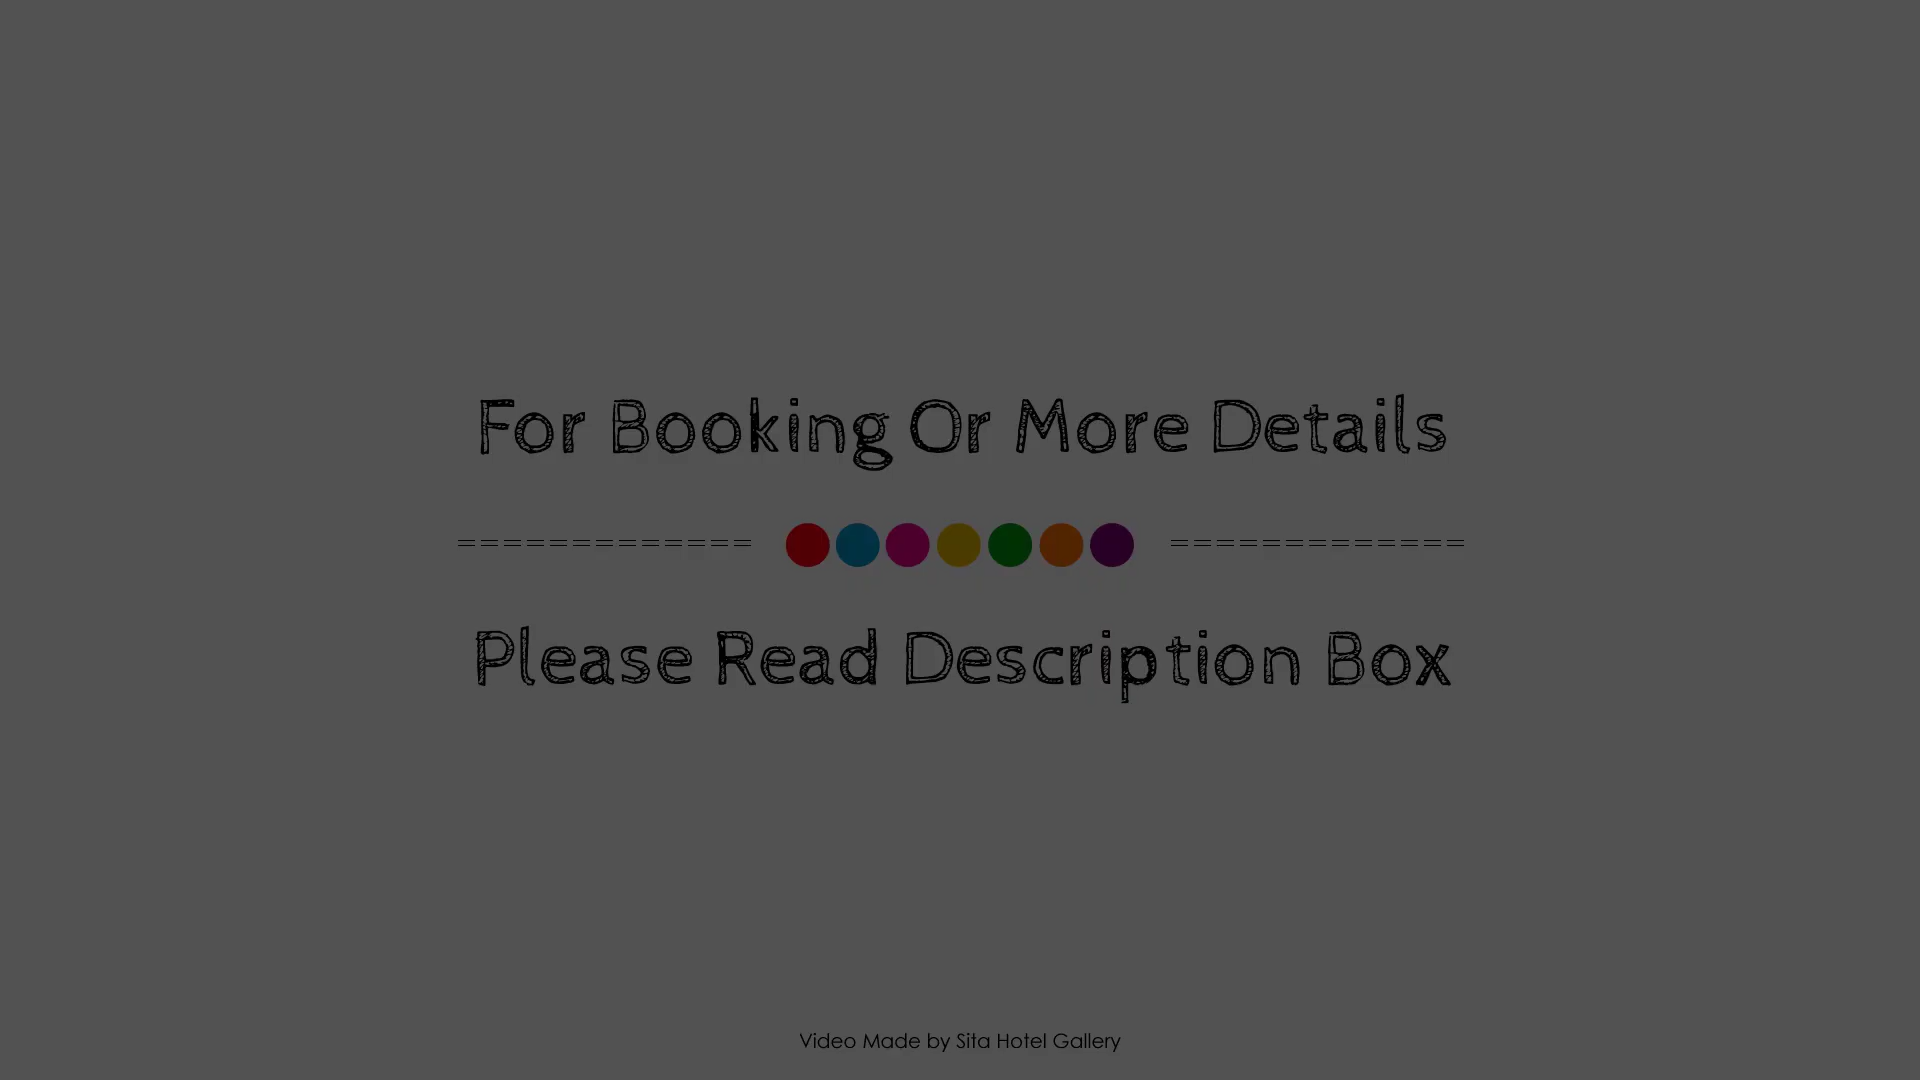 For Booking Or More Details
============= =============
Please Read Description Box
Video Made by Sita Hotel Gallery